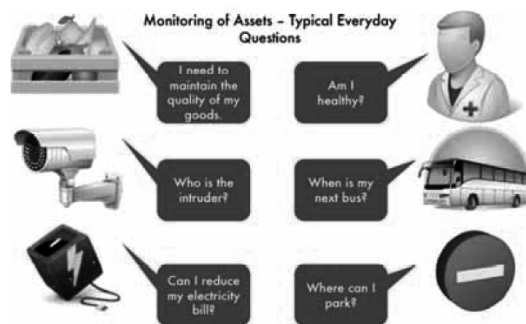 Monitoring of Assets – Typical Everyday
Questions
I need to
maintain the
quality of my
goods.
Am I
healthy?
Who is the
intruder?
When is my
next bus?
Can I reduce
my electricity
bill?
Where can I
park?